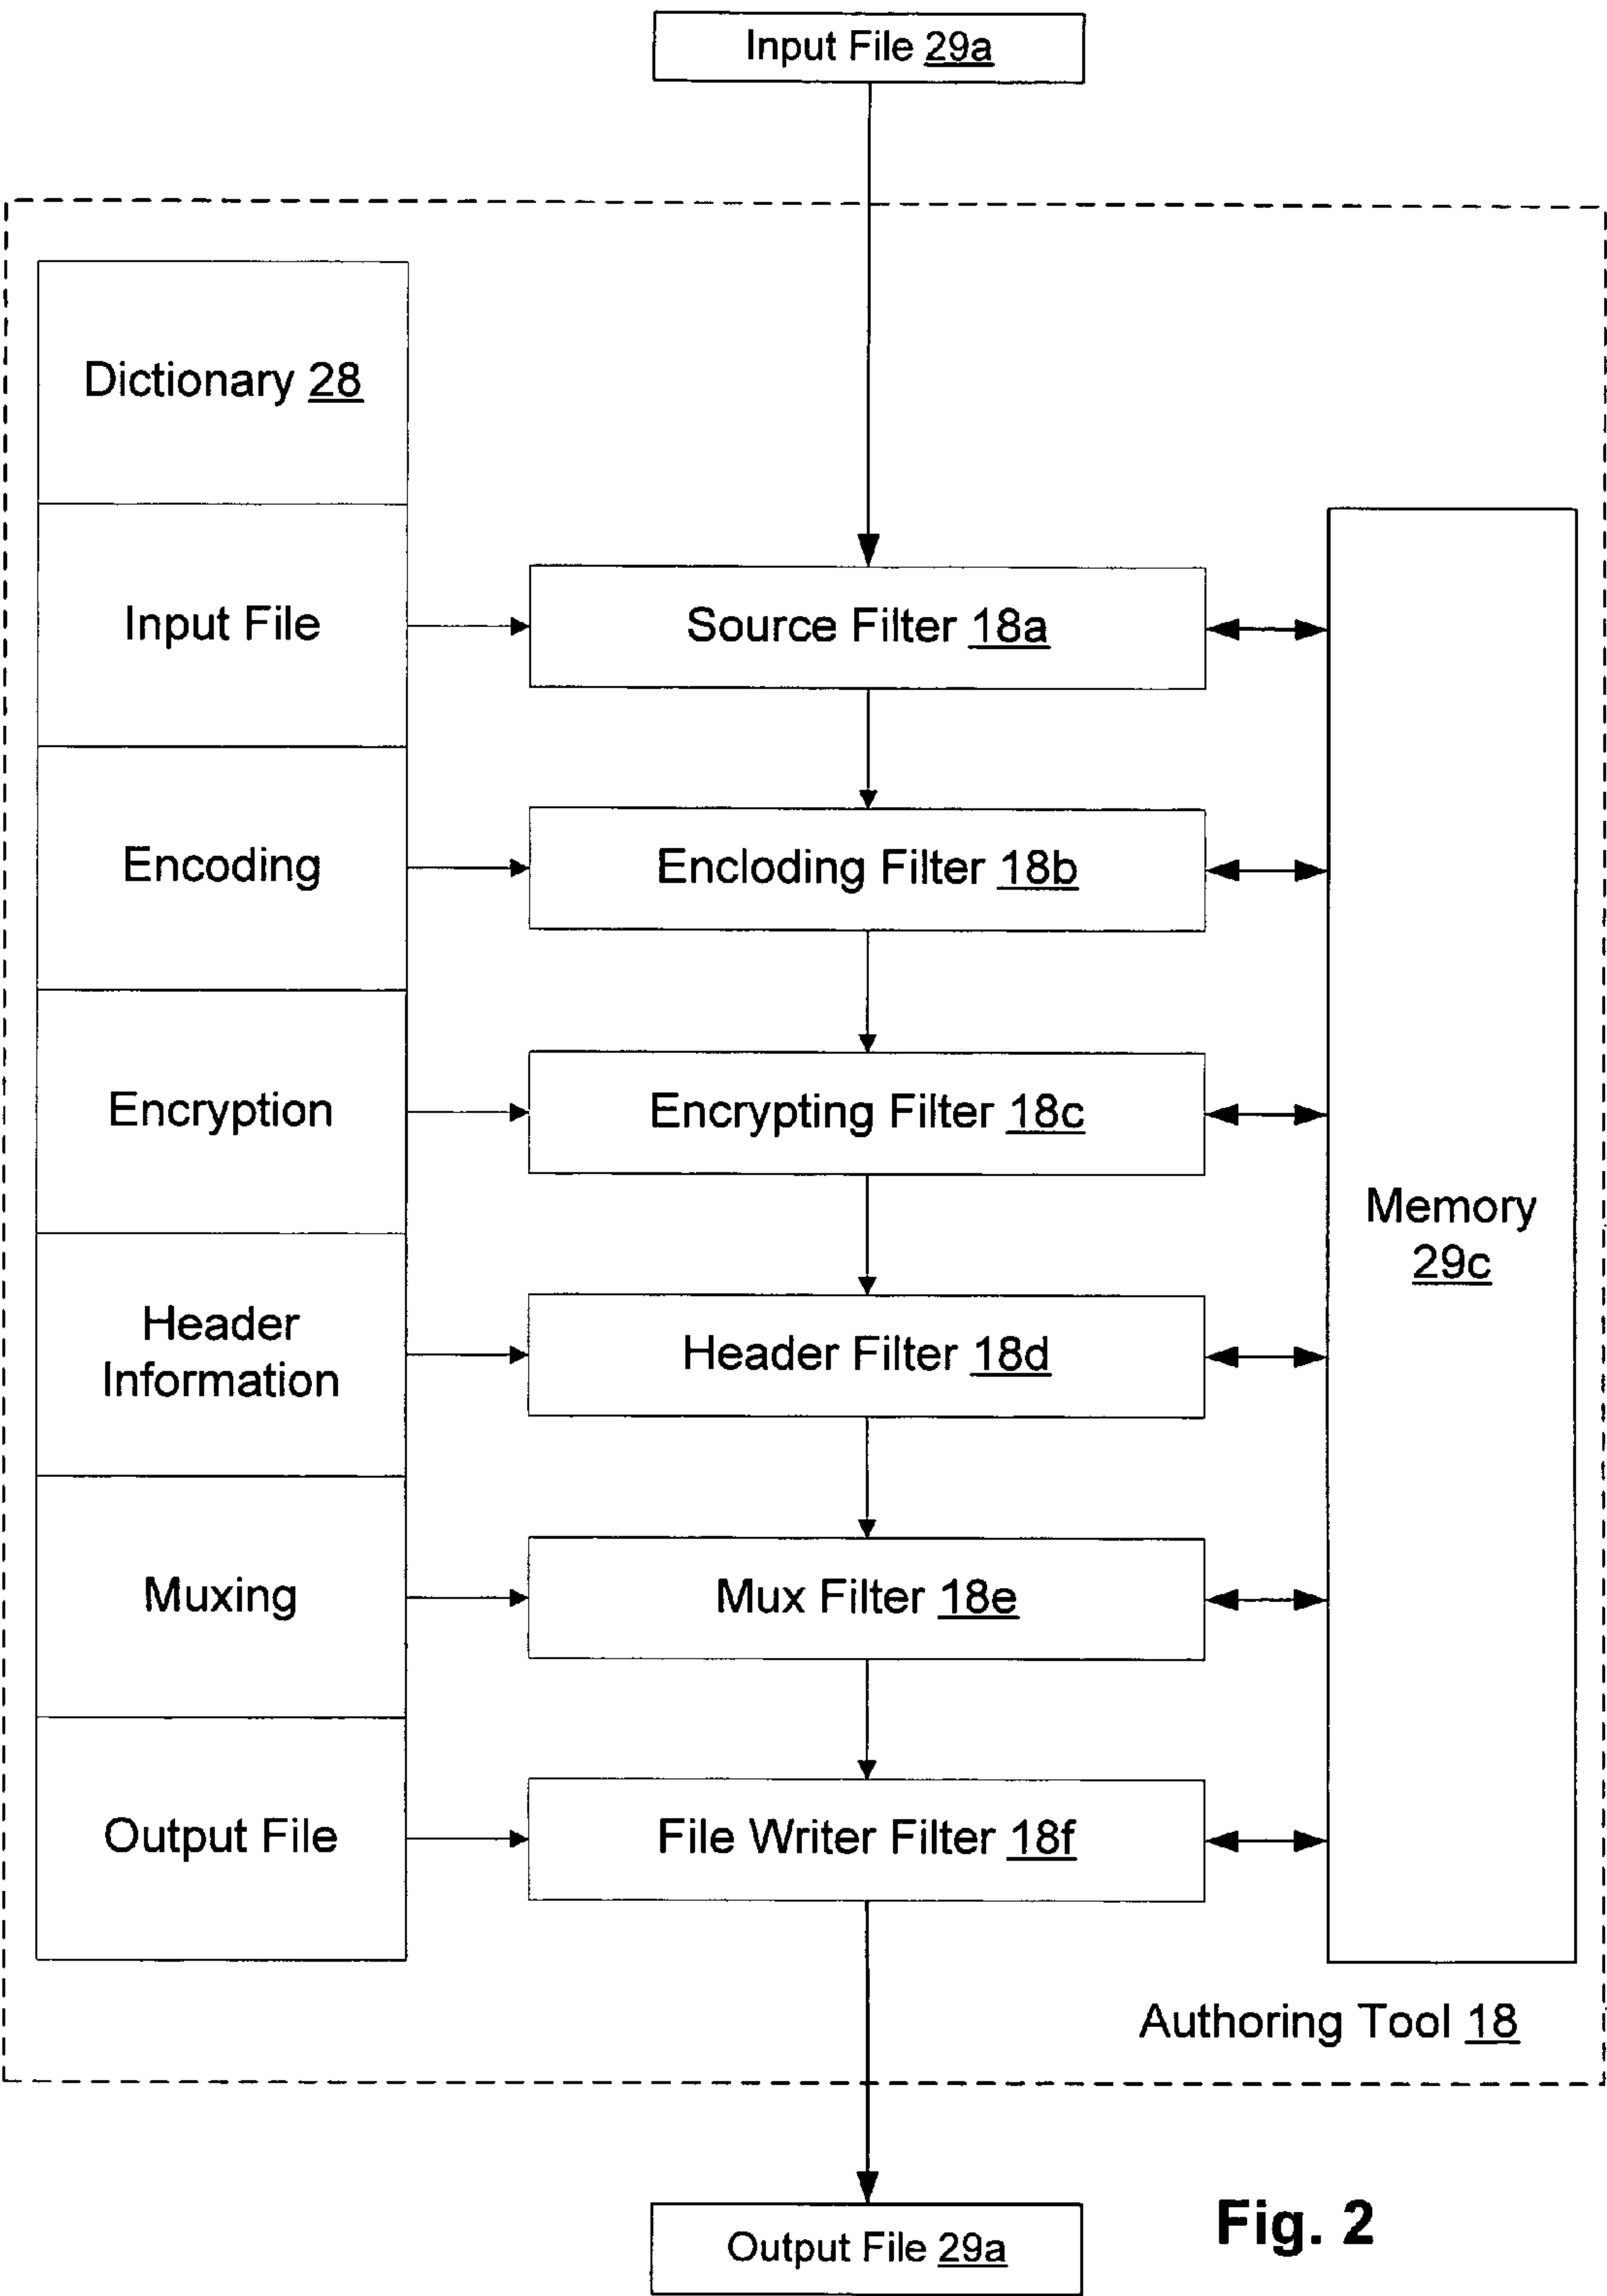 Input File 29a
Dictionary 28
Input File
Source Filter 18a
Encoding
Encloding Filter 18b
Encryption
Encrypting Filter 18c
Memory
29c
Header
Information
Header Filter 18d
Muxing
Mux Filter 18e
Output File
File Writer Filter 18f
Authoring Tool 18
Output File 29a
Fig. 2